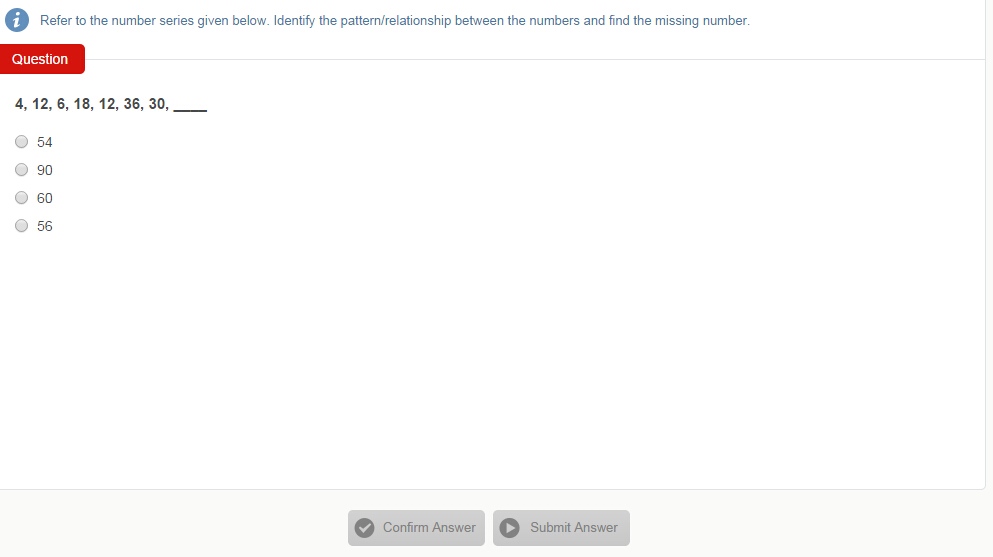 Refer to the number series given below. Identify the pattern/relationship between the numbers and find the missing number.
Question
4, 12, 6, 18, 12, 36, 30, ____
54
90
60
56
Confirm Answer
Submit Answer